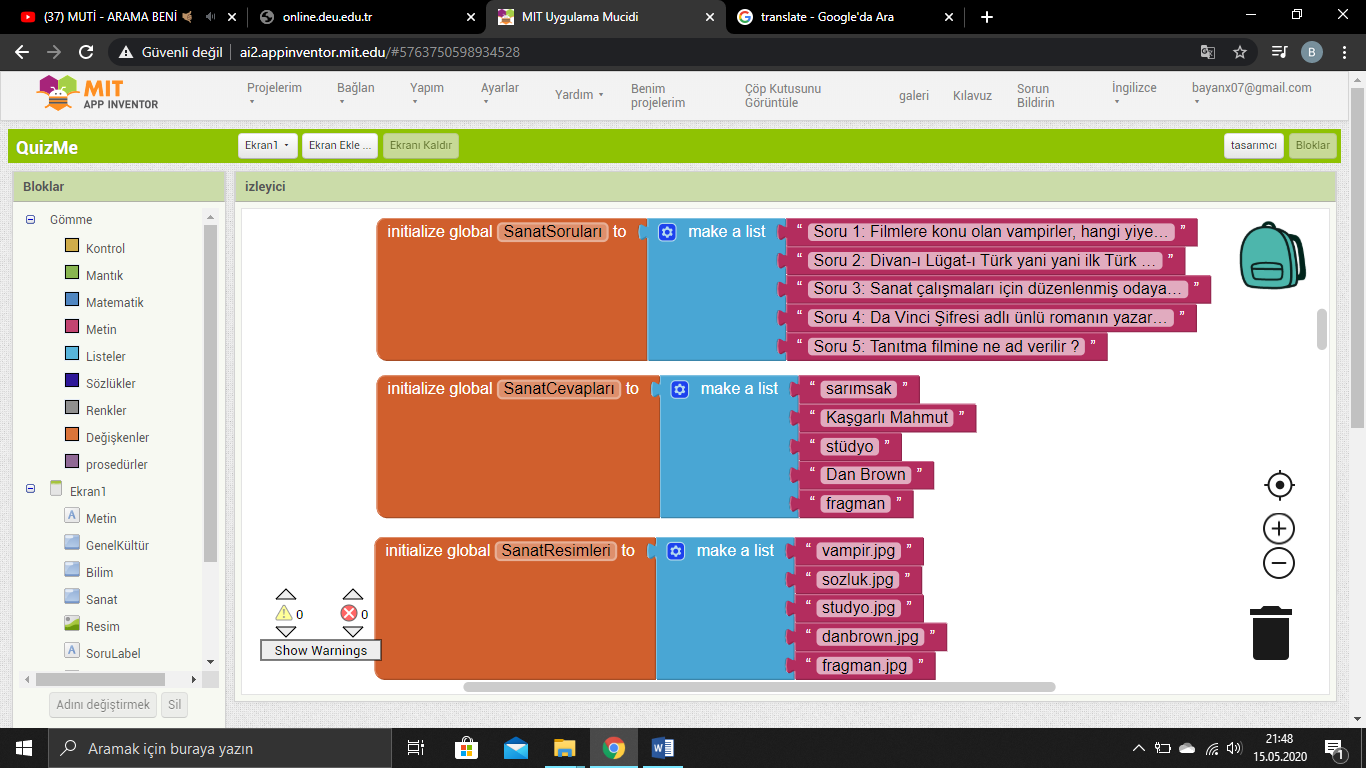 (37) MUTİ - ARAMA BENİ
online.deu.edu.tr
MIT Uygulama Mucidi
translate - Google'da Ara
Güvenli değil
ai2.appinventor.mit.edu/#5763750598934528
B
MIT
APP INVENTOR
Projelerim
Bağlan
Yapım
Ayarlar
Yardım
Benim projelerim
Çöp Kutusunu Görüntüle
galeri
Kılavuz
Sorun Bildirin
İngilizce
bayanx07@gmail.com
QuizMe
Ekran1
Ekran Ekle ...
Ekranı Kaldır
tasarımcı
Bloklar
Bloklar
izleyici
Gömme
Kontrol
Mantık
Matematik
Metin
Listeler
Sözlükler
Renkler
Değişkenler
prosedürler
Ekran1
Metin
GenelKültür
Bilim
Sanat
Resim
SoruLabel
Adını değiştirmek
Sil
initialize global SanatSoruları to make a list
“ Soru 1: Filmlere konu olan vampirler, hangi yiye… ”
“ Soru 2: Divan-ı Lügat-ı Türk yani yani ilk Türk … ”
“ Soru 3: Sanat çalışmaları için düzenlenmiş odaya… ”
“ Soru 4: Da Vinci Şifresi adlı ünlü romanın yazar… ”
“ Soru 5: Tanıtma filmine ne ad verilir ? ”
initialize global SanatCevapları to make a list
“ sarımsak ”
“ Kaşgarlı Mahmut ”
“ stüdyo ”
“ Dan Brown ”
“ fragman ”
initialize global SanatResimleri to make a list
“ vampir.jpg ”
“ sozluk.jpg ”
“ studyo.jpg ”
“ danbrown.jpg ”
“ fragman.jpg ”
0
0
Show Warnings
Aramak için buraya yazın
21:48
15.05.2020
1